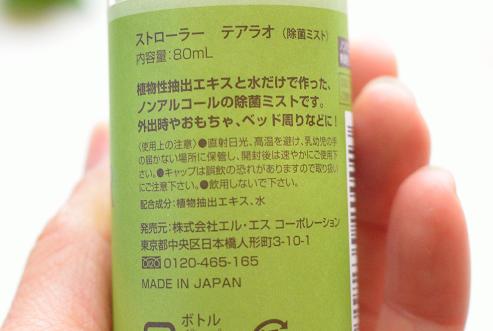 ストローラー　テアラオ（除菌ミスト）
内容量：80mL
植物性抽出エキスと水だけで作った、
ノンアルコールの除菌ミストです。
外出時やおもちゃ、ベッド周りなどに！
〈使用上の注意〉●直射日光、高温を避け、乳幼児の手
の届かない場所に保管し、開封後は速やかにご使用下
さい。●キャップは誤飲の恐れがありますので取り扱い
にご注意下さい。●飲用しないで下さい。
配合成分：植物抽出エキス、水
発売元：株式会社エル・エス コーポレーション
東京都中央区日本橋人形町3-10-1
0120-465-165
MADE IN JAPAN
ボトル